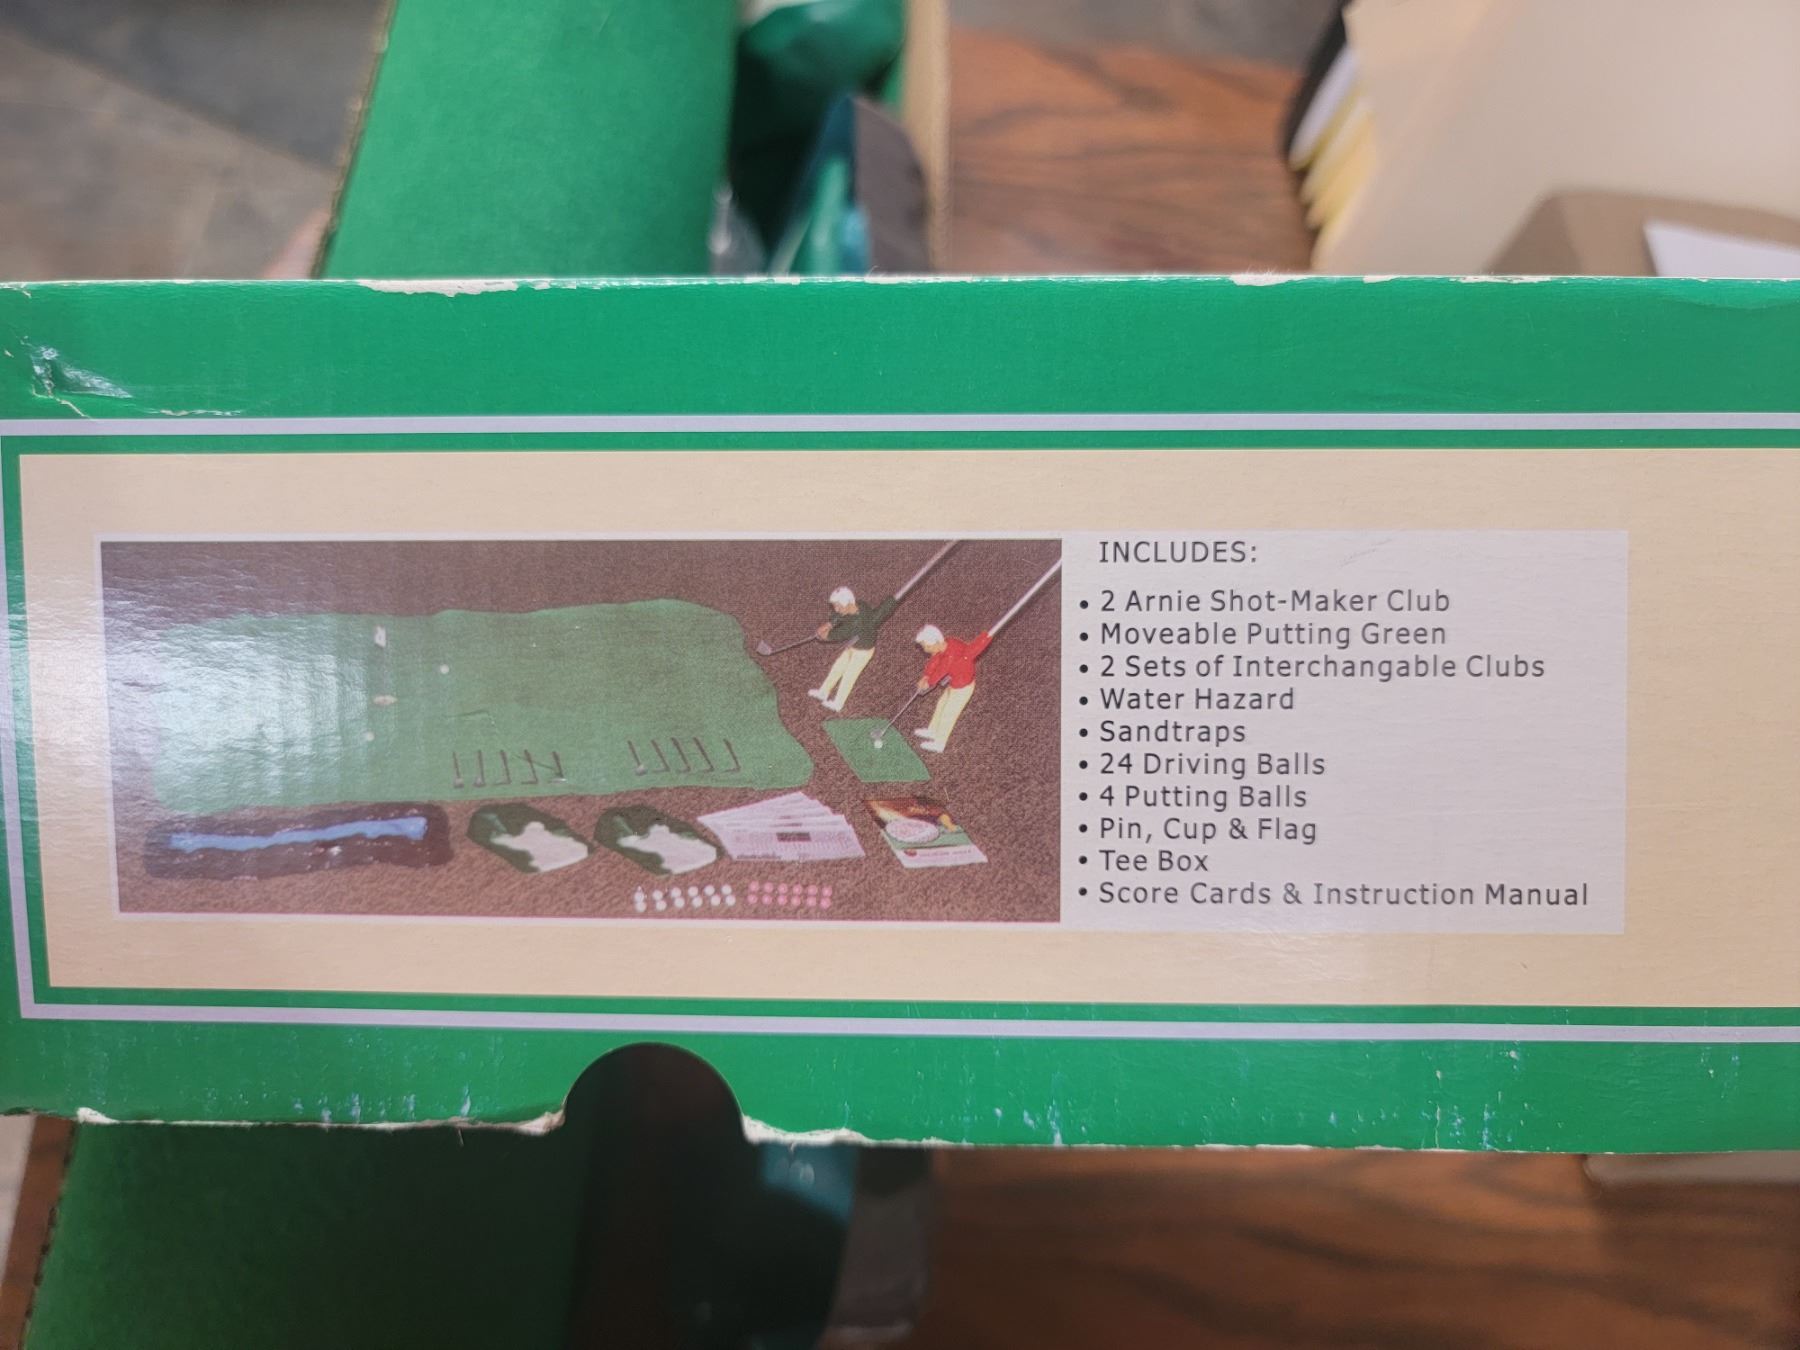 INCLUDES:
• 2 Arnie Shot-Maker Club
• Moveable Putting Green
• 2 Sets of Interchangable Clubs
• Water Hazard
• Sandtraps
• 24 Driving Balls
• 4 Putting Balls
• Pin, Cup & Flag
• Tee Box
• Score Cards & Instruction Manual